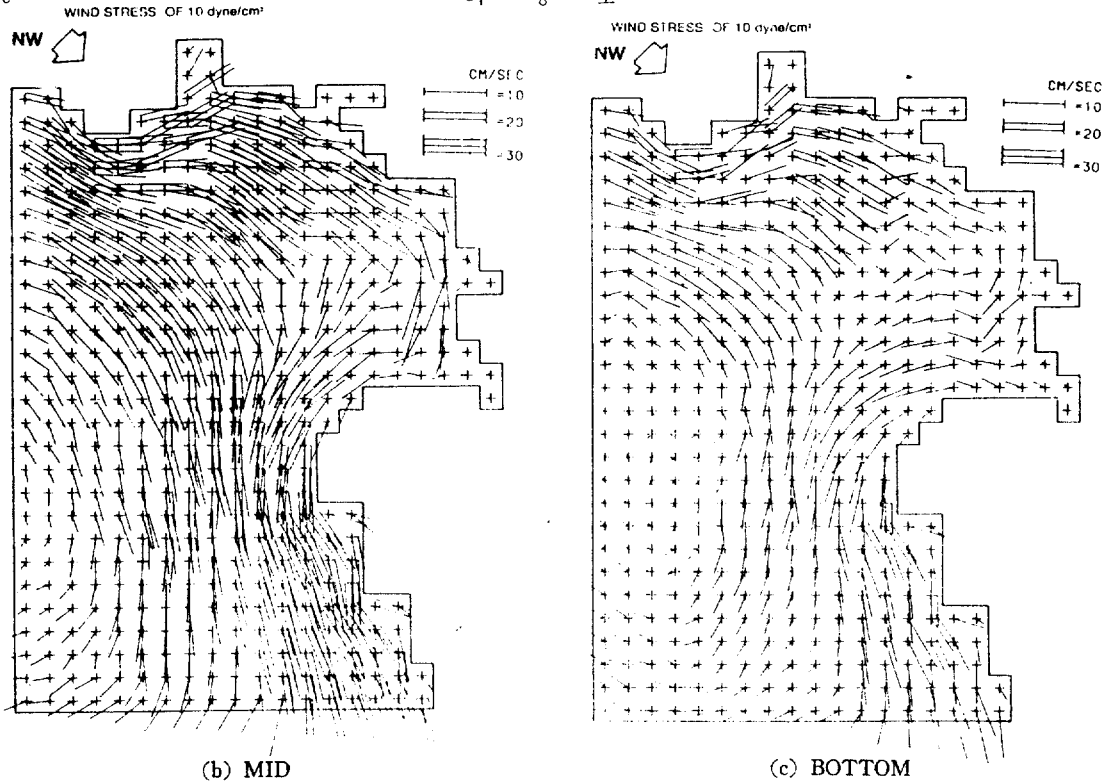 WIND STRESS OF 10 dyne/cm²
NW
CM/SEC
=10
=20
=30
(b) MID
WIND STRESS OF 10 dyne/cm²
NW
CM/SEC
=10
=20
=30
(c) BOTTOM